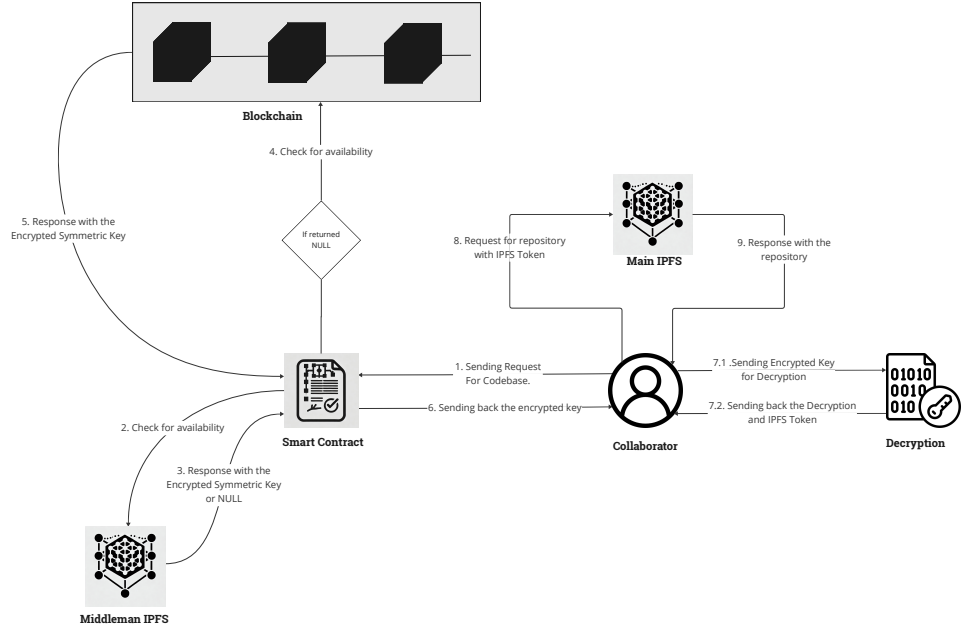 Blockchain
4. Check for availability
5. Response with the
Encrypted Symmetric Key
If returned
NULL
8. Request for repository
with IPFS Token
Main IPFS
9. Response with the
repository
1. Sending Request
For Codebase.
7.1 .Sending Encrypted Key
for Decryption
01010
0010
010
6. Sending back the encrypted key
7.2. Sending back the Decryption
and IPFS Token
Smart Contract
Collaborator
Decryption
2. Check for availability
3. Response with the
Encrypted Symmetric Key
or NULL
Middleman IPFS